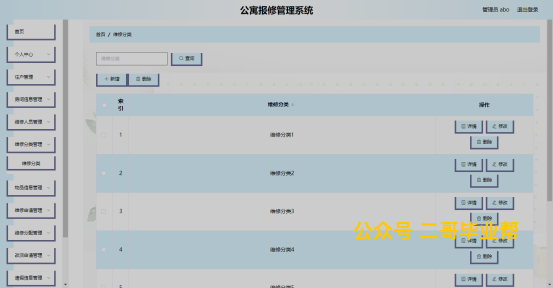 公寓报修管理系统
管理员 abo 退出登录
首页
个人中心
住户管理
房间信息管理
维修人员管理
维修分类管理
维修分类
物品信息管理
维修申请管理
维修分配管理
通知信息管理
首页 / 维修分类
维修分类
查询
+ 新增
删除
索引 维修分类 操作
1 维修分类1 详情 修改 删除
2 维修分类2 详情 修改 删除
3 维修分类3 详情 修改 删除
4 维修分类4 详情 修改 删除
5 维修分类5 详情 修改
公众号 二哥毕业帮